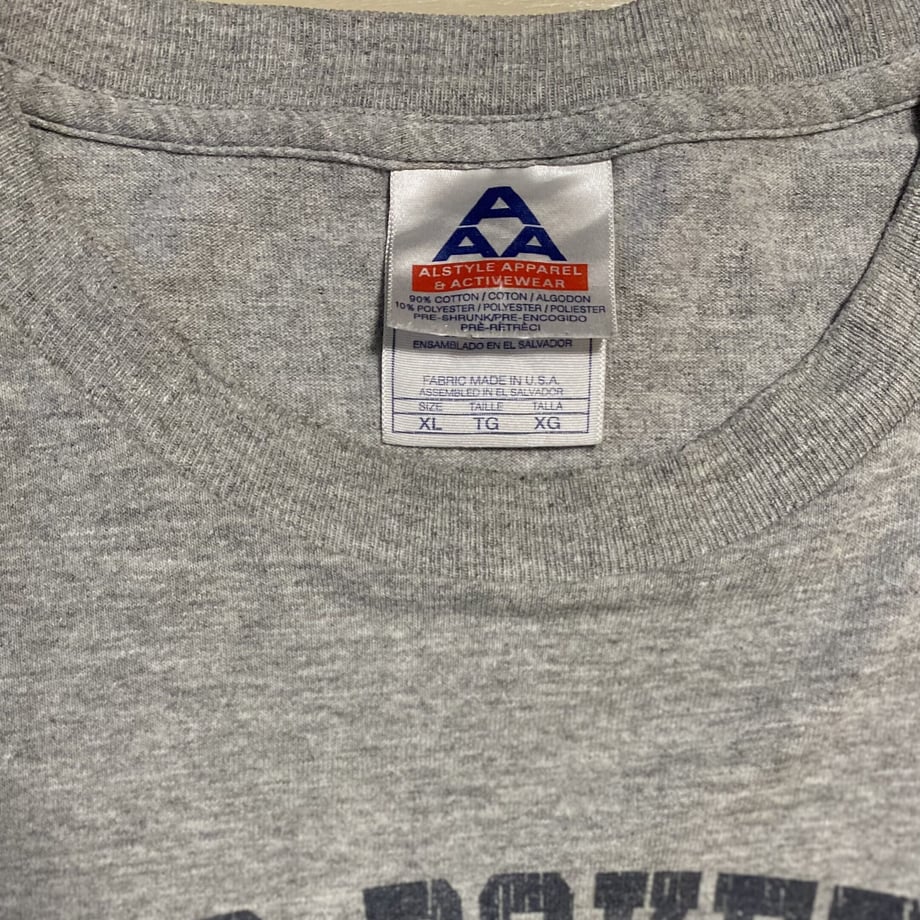 A
AA
ALSTYLE APPAREL
& ACTIVEWEAR
90% COTTON / COTON / ALGODON
10% POLYESTER / POLYESTER / POLIESTER
PRE-SHRUNK/PRE-ENCOGIDO
PRÉ-RÉTRÉCI
ENSAMBLADO EN EL SALVADOR
FABRIC MADE IN U.S.A.
ASSEMBLED IN EL SALVADOR
SIZE TAILLE TALLA
XL TG XG